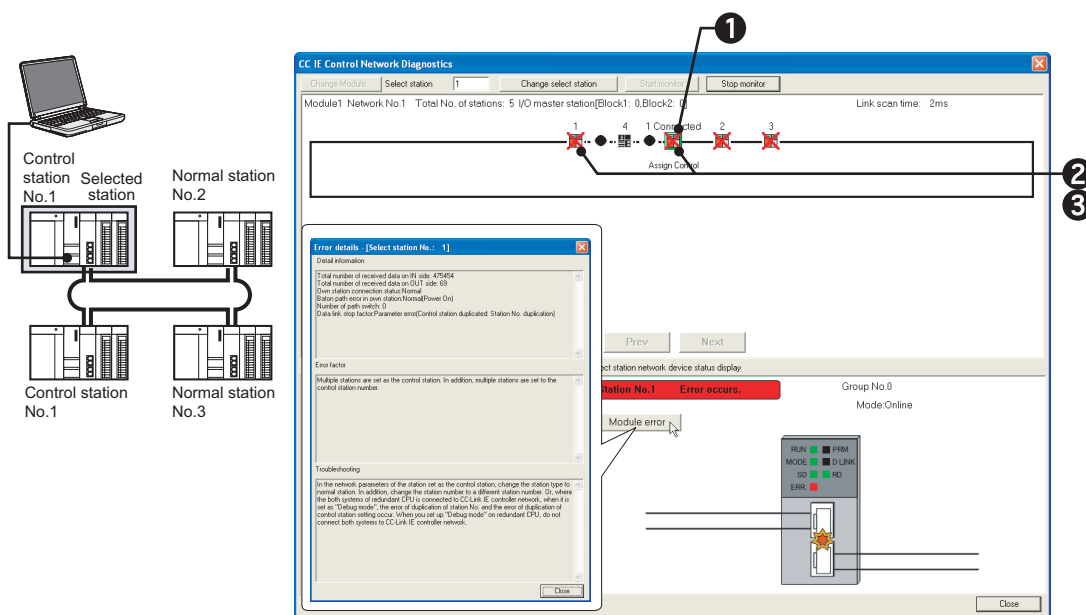 1
CC IE Control Network Diagnostics
Change Module...
Select station
1
Change select station
Start monitor
Stop monitor
Module1 Network No.1 Total No. of stations: 5 I/O master station[Block1: 0,Block2: 0]
Link scan time: 2ms
1
4
1 Connected
2
3
Assign Control
2
3
Control
station
No.1
Selected
station
Normal station
No.2
Control station
No.1
Normal station
No.3
Error details - [Select station No.: 1]
Detail information
Total number of received data on IN side: 475454
Total number of received data on OUT side: 69
Own station connection status:Normal
Baton path error in own station:Normal(Power On)
Number of path switch: 0
Data link stop factor:Parameter error(Control station duplicated: Station No. duplication)
Error factor
Multiple stations are set as the control station. In addition, multiple stations are set to the
control station number.
Troubleshooting
In the network parameters of the station set as the control station, change the station type to
normal station. In addition, change the station number to a different station number. Or, where
the both systems of redundant CPU is connected to CC-Link IE controller network, when it is
set as "Debug mode", the error of duplication of station No. and the error of duplication of
control station setting occur. When you set up "Debug mode" on redundant CPU, do not
connect both systems to CC-Link IE controller network.
Close
Prev
Next
ect station network device status display
Station No.1 Error occurs.
Group No.0
Mode:Online
Module error
RUN
PRM
MODE
D LINK
SD
RD
ERR.
Close